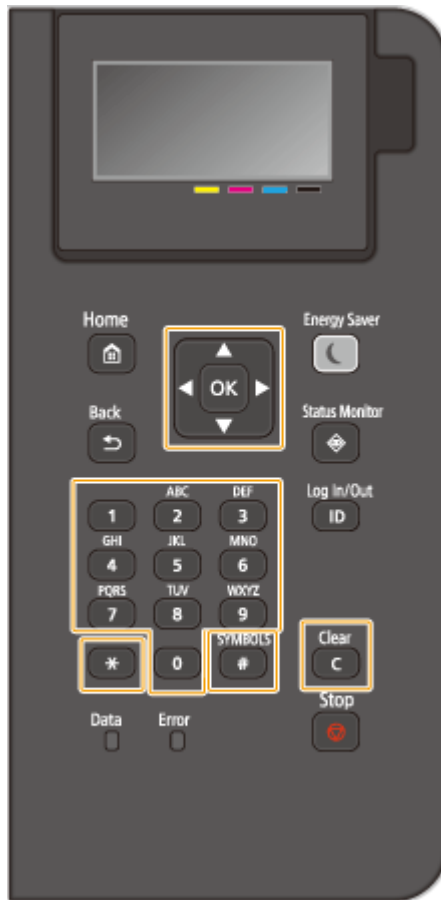 Home
Energy Saver
OK
Back
Status Monitor
ABC DEF
Log In/Out
1 2 3
ID
GHI JKL MNO
4 5 6
PQRS TUV WXYZ
7 8 9
SYMBOLS
Clear
* 0 #
C
Stop
Data Error